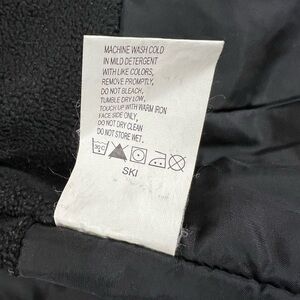 MACHINE WASH COLD
IN MILD DETERGENT
WITH LIKE COLORS,
REMOVE PROMPTLY,
DO NOT BLEACH,
TUMBLE DRY LOW,
TOUCH UP WITH WARM IRON
FACE SIDE ONLY,
DO NOT DRY CLEAN
DO NOT STORE WET.
30°C
SKI